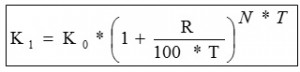 K₁ = K₀ * (1 + R / (100 * T))^(N * T)